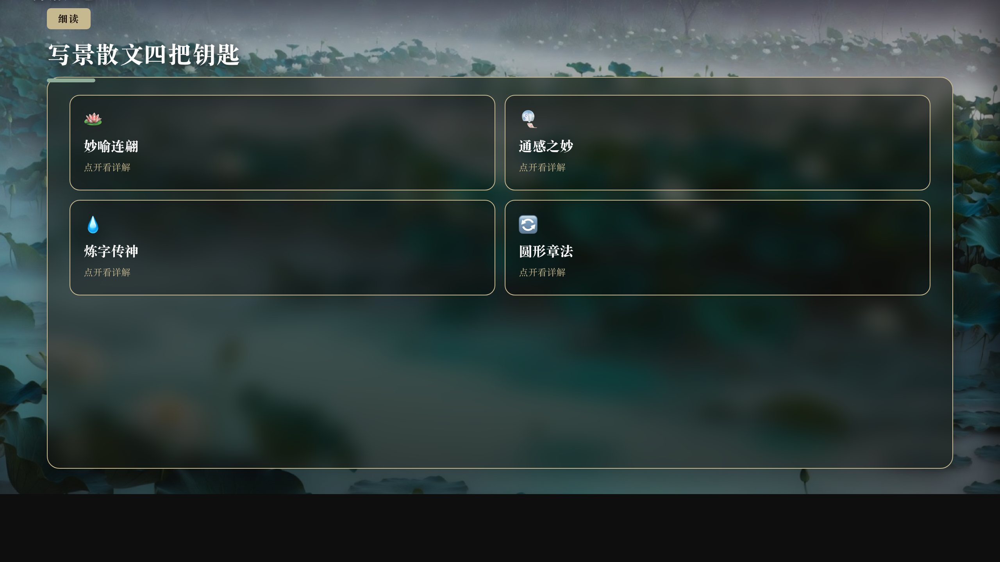 细读
写景散文四把钥匙
妙喻连翩
点开看详解
通感之妙
点开看详解
炼字传神
点开看详解
圆形章法
点开看详解